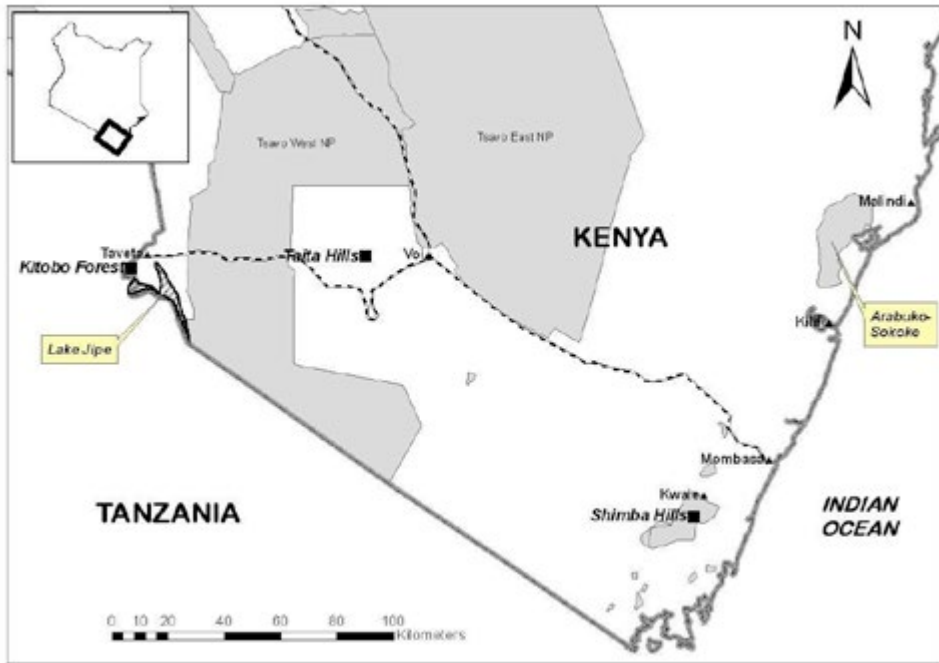 N
Tsavo West NP
Tsavo East NP
Malindi
KENYA
Taveta
Taita Hills
Voi
Kitobo Forest
Arabuko-
Sokoke
Kilifi
Lake Jipe
Mombasa
Kwale
TANZANIA
Shimba Hills
INDIAN
OCEAN
0 10 20 40 60 80 100
Kilometers